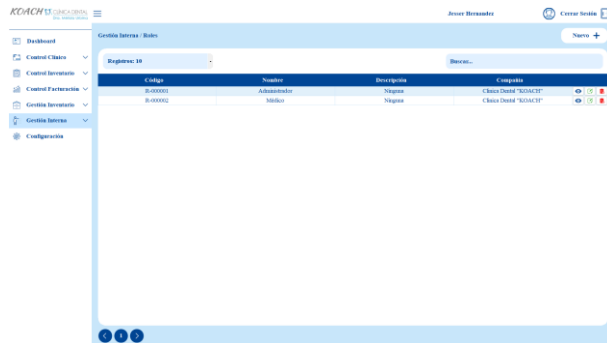 KOACH CLINICA DENTAL
Jesser Hernandez
Cerrar Sesión
Dashboard
Control Clínico
Control Inventario
Control Facturación
Gestión Inventario
Gestión Interna
Configuración
Gestión Interna / Roles
Nuevo +
Registros: 10
Buscar...
Código Nombre Descripción Compañía
R-000001 Administrador Ninguna Clínica Dental "KOACH"
R-000002 Médico Ninguna Clínica Dental "KOACH"
1